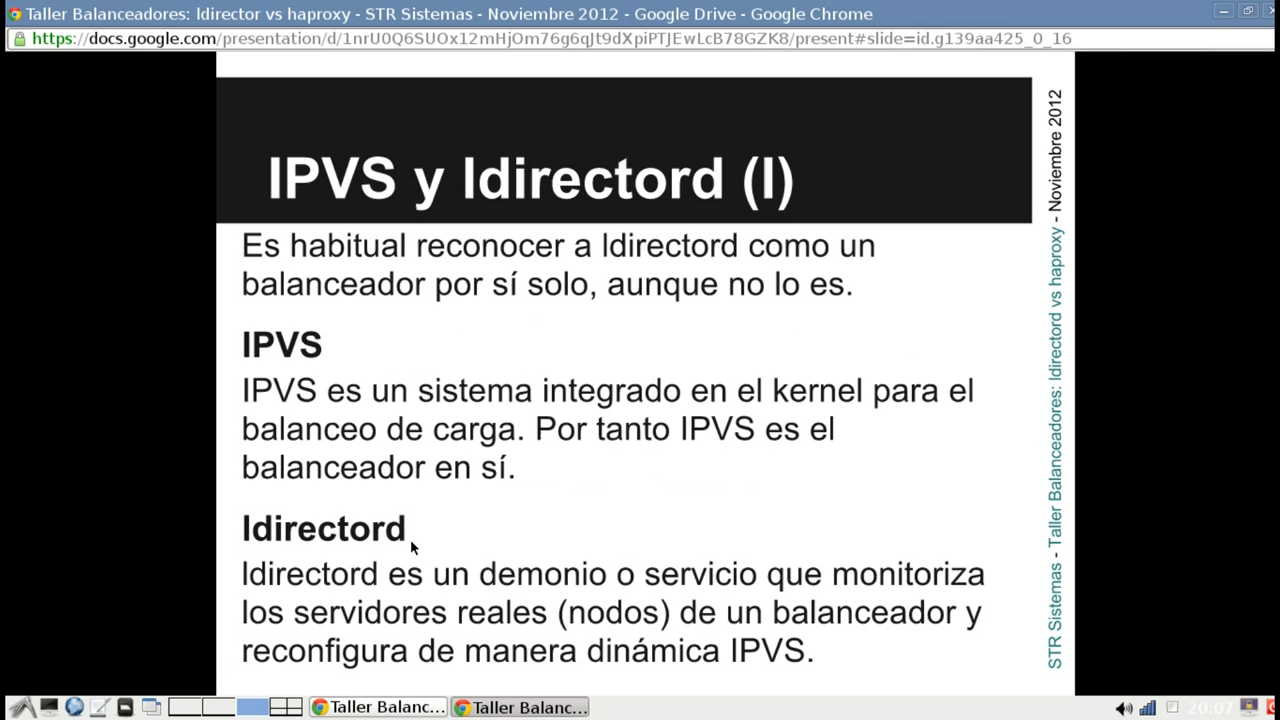 Taller Balanceadores: ldirector vs haproxy - STR Sistemas - Noviembre 2012 - Google Drive - Google Chrome
https://docs.google.com/presentation/d/1nrU0Q6SUOx12mHjOm76g6qJt9dXpiPTJEwLcB78GZK8/present#slide=id.g139aa425_0_16
IPVS y ldirectord (I)
Es habitual reconocer a ldirectord como un
balanceador por sí solo, aunque no lo es.
IPVS
IPVS es un sistema integrado en el kernel para el
balanceo de carga. Por tanto IPVS es el
balanceador en sí.
ldirectord
ldirectord es un demonio o servicio que monitoriza
los servidores reales (nodos) de un balanceador y
reconfigura de manera dinámica IPVS.
STR Sistemas - Taller Balanceadores: ldirectord vs haproxy - Noviembre 2012
Taller Balanc...
Taller Balanc...
20:07